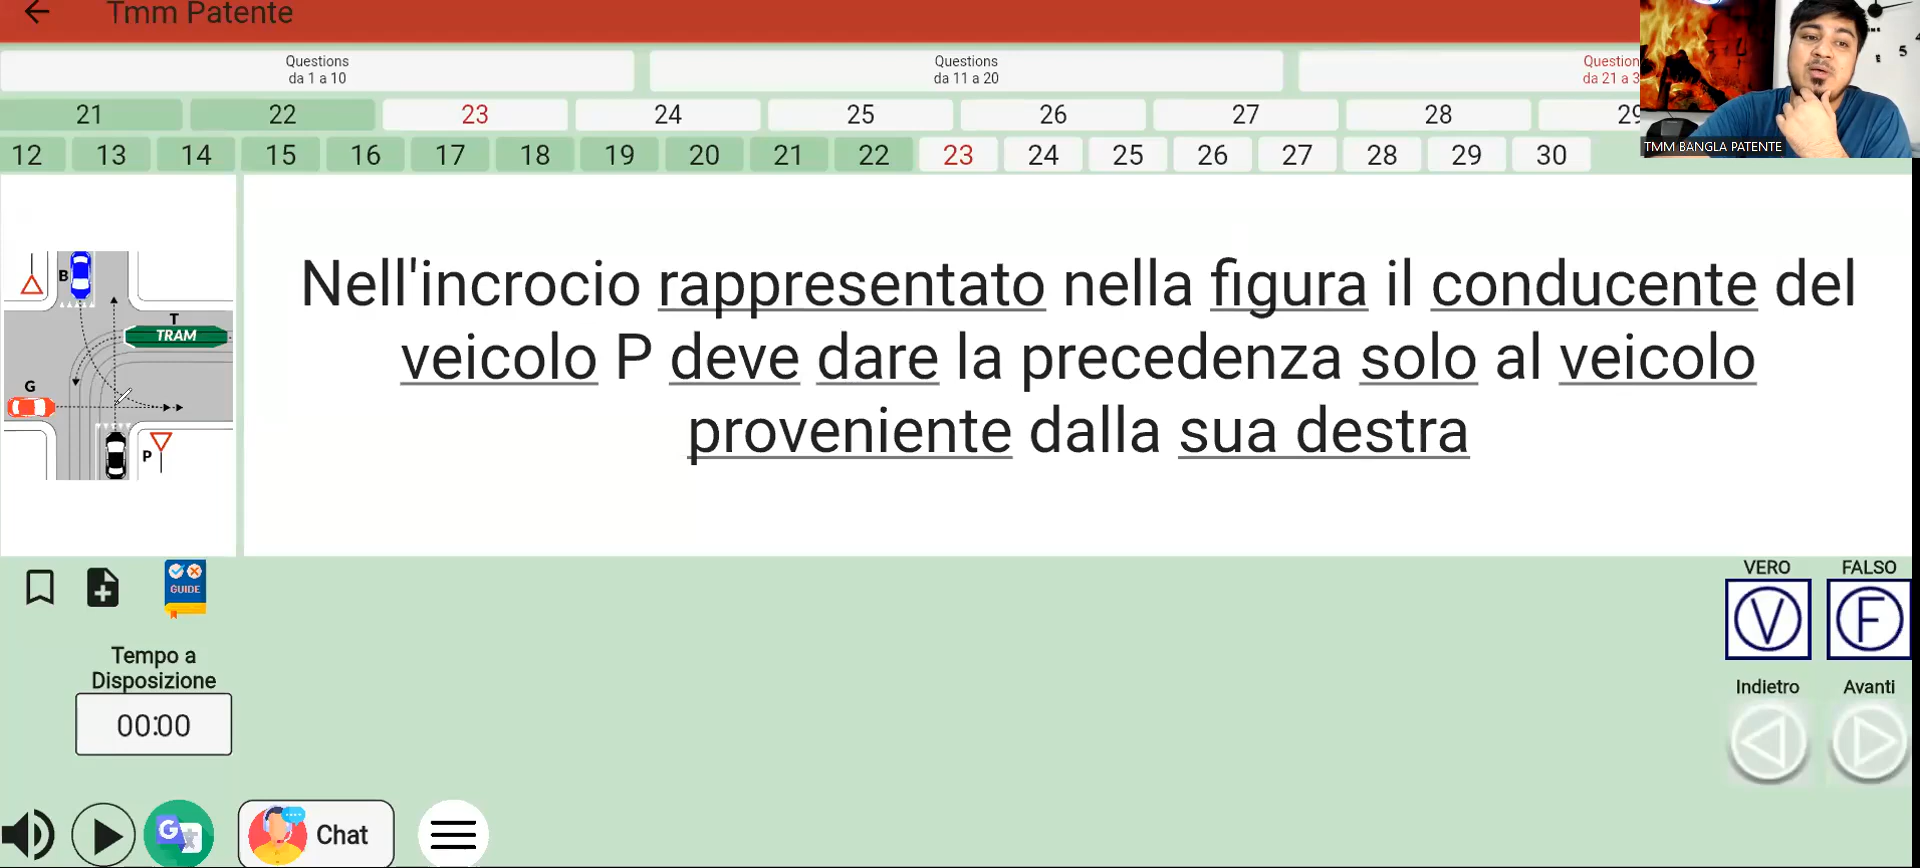 Tmm Patente
Questions
da 1 a 10
Questions
da 11 a 20
da 21 a 3
21 22 23 24 25 26 27 28
12 13 14 15 16 17 18 19 20 21 22 23 24 25 26 27 28 29 30
TMM BANGLA PATENTE
5
B
T
TRAM
G
P
Nell'incrocio rappresentato nella figura il conducente del
veicolo P deve dare la precedenza solo al veicolo
proveniente dalla sua destra
GUIDE
VERO FALSO
V F
Tempo a
Disposizione
00:00
Indietro Avanti
G
Chat